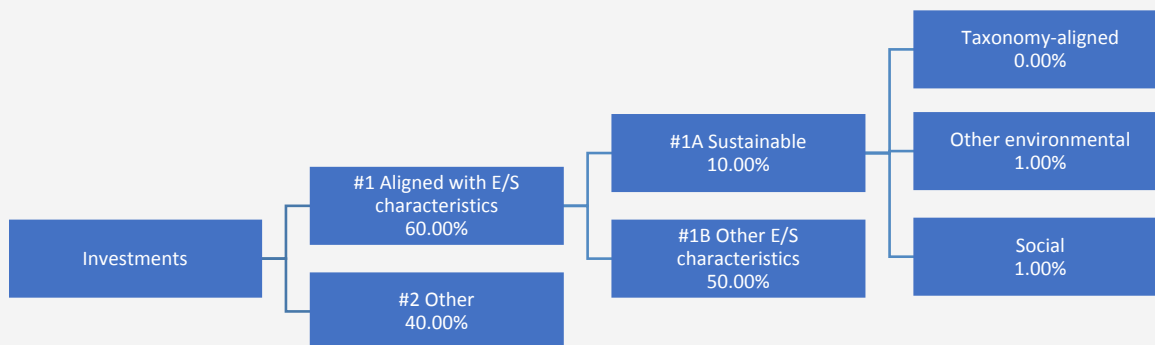 Investments
#1 Aligned with E/S
characteristics
60.00%
#2 Other
40.00%
#1A Sustainable
10.00%
#1B Other E/S
characteristics
50.00%
Taxonomy-aligned
0.00%
Other environmental
1.00%
Social
1.00%